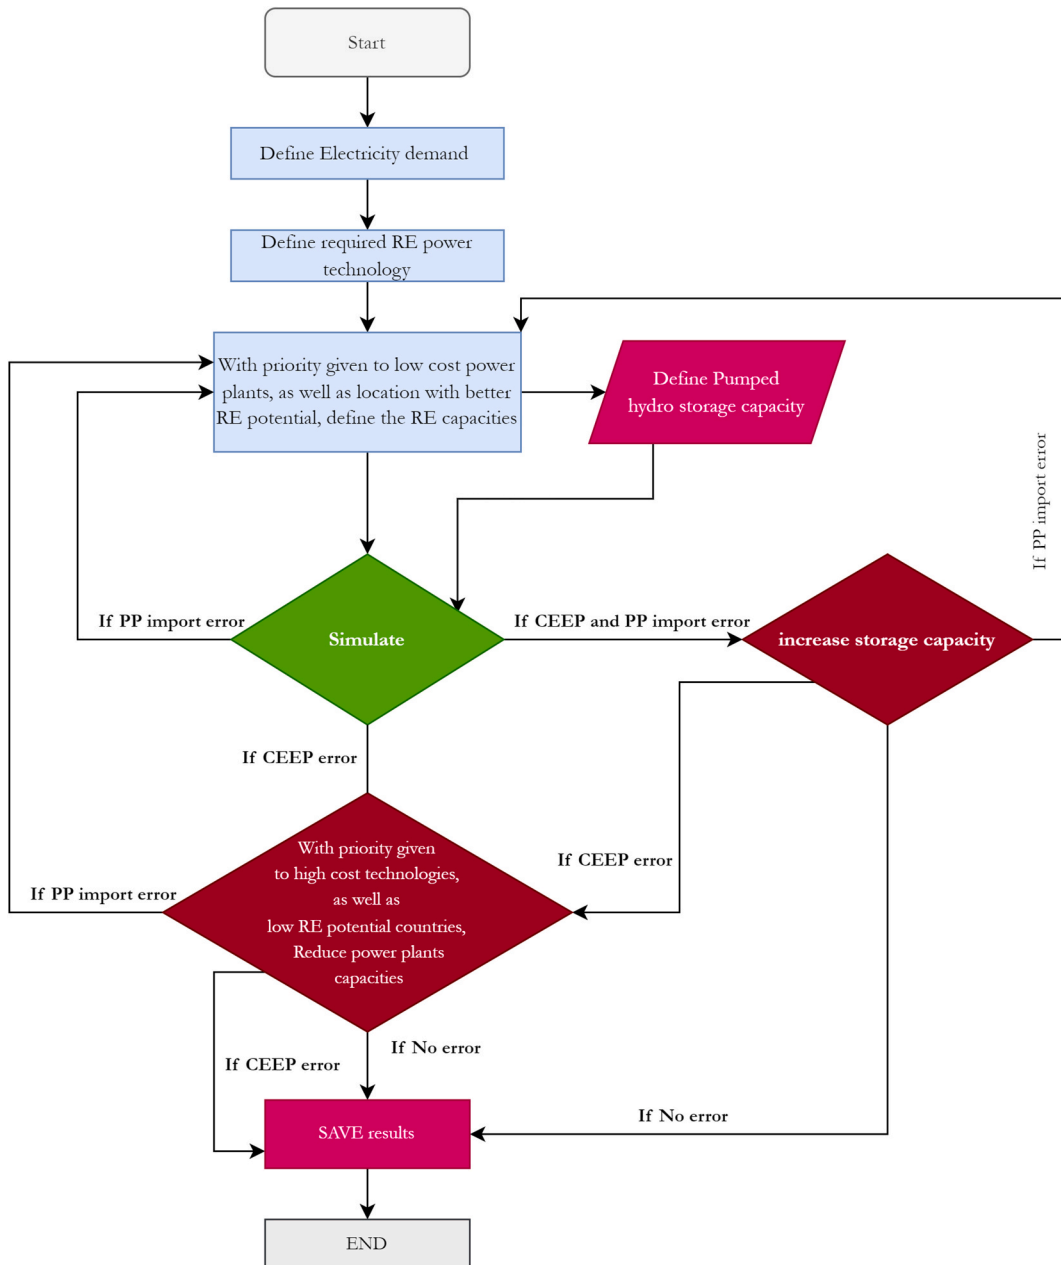 Start
Define Electricity demand
Define required RE power
technology
With priority given to low cost power
plants, as well as location with better
RE potential, define the RE capacities
Define Pumped
hydro storage capacity
If PP import error
If PP import error
Simulate
If CEEP and PP import error
increase storage capacity
If CEEP error
With priority given
to high cost technologies,
as well as
low RE potential countries,
Reduce power plants
capacities
If CEEP error
If PP import error
If No error
If CEEP error
If No error
SAVE results
END